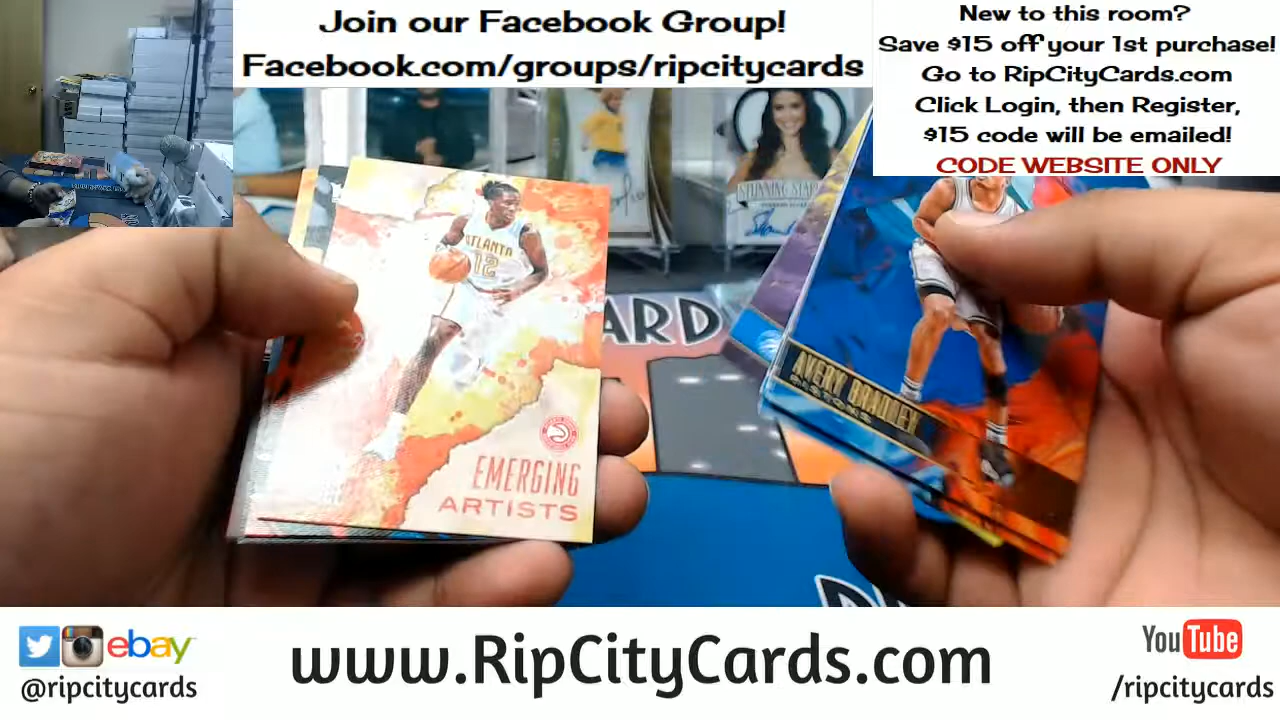 Join our Facebook Group!
Facebook.com/groups/ripcitycards
New to this room?
Save $15 off your 1st purchase!
Go to RipCityCards.com
Click Login, then Register,
$15 code will be emailed!
CODE WEBSITE ONLY
STUNNING STARS
ATLANTA
12
ARD
AVERY BRADLEY
PISTONS
EMERGING
ARTISTS
ebay
@ripcitycards
www.RipCityCards.com
YouTube
/ripcitycards